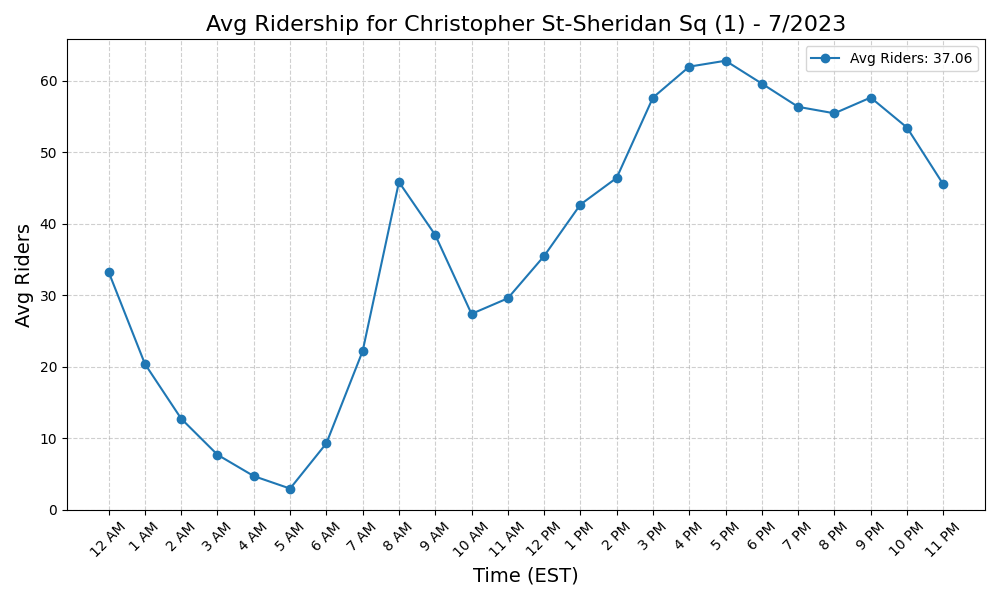 Avg Ridership for Christopher St-Sheridan Sq (1) - 7/2023
Avg Riders: 37.06
Avg Riders
60
50
40
30
20
10
0
12 AM
1 AM
2 AM
3 AM
4 AM
5 AM
6 AM
7 AM
8 AM
9 AM
10 AM
11 AM
12 PM
1 PM
2 PM
3 PM
4 PM
5 PM
6 PM
7 PM
8 PM
9 PM
10 PM
11 PM
Time (EST)